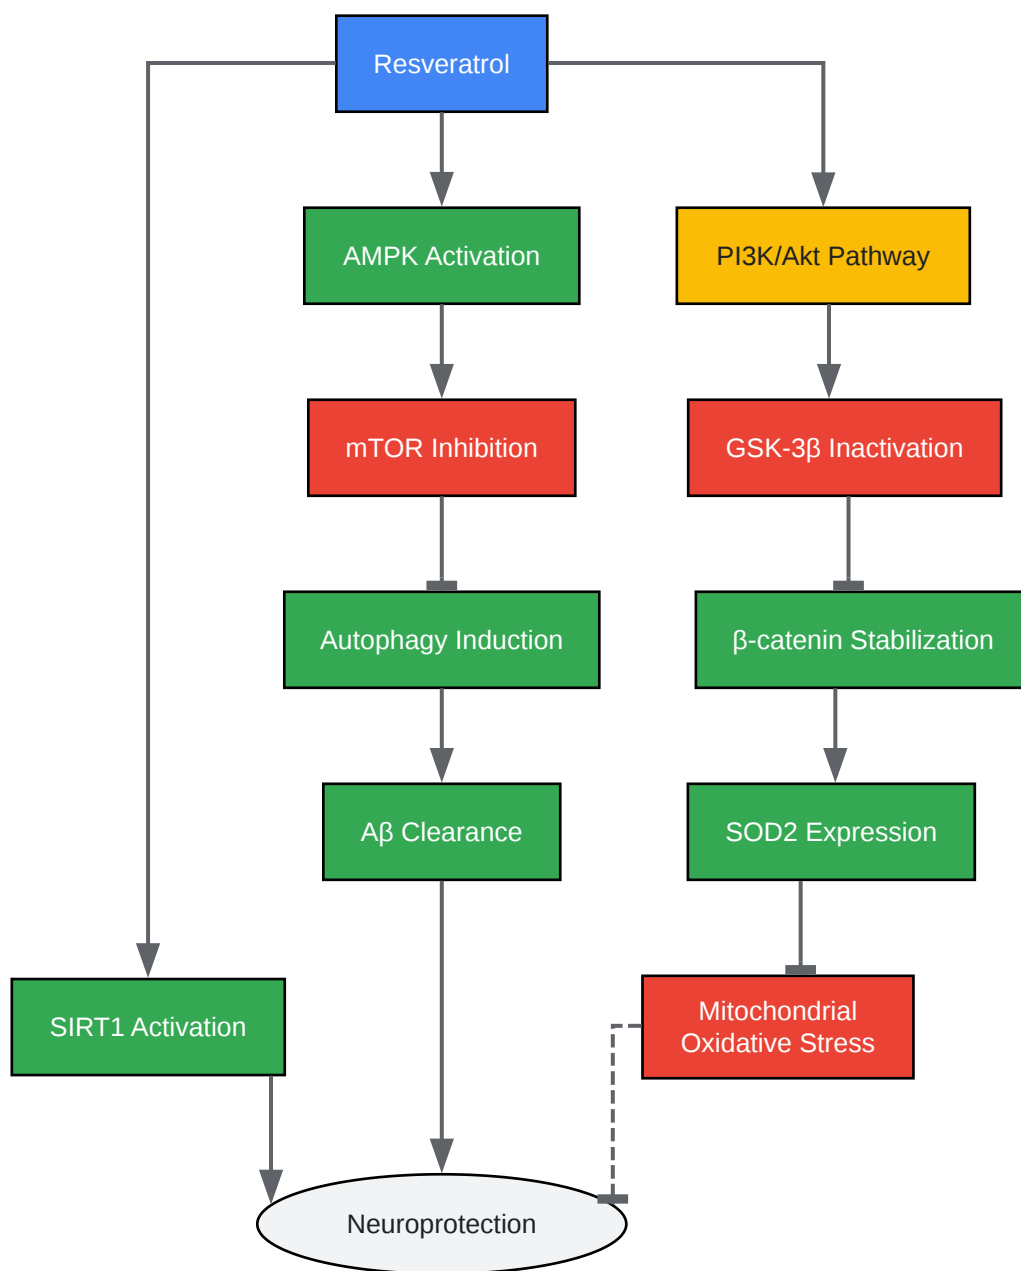 Resveratrol
AMPK Activation
PI3K/Akt Pathway
mTOR Inhibition
GSK-3β Inactivation
Autophagy Induction
β-catenin Stabilization
Aβ Clearance
SOD2 Expression
SIRT1 Activation
Mitochondrial
Oxidative Stress
Neuroprotection